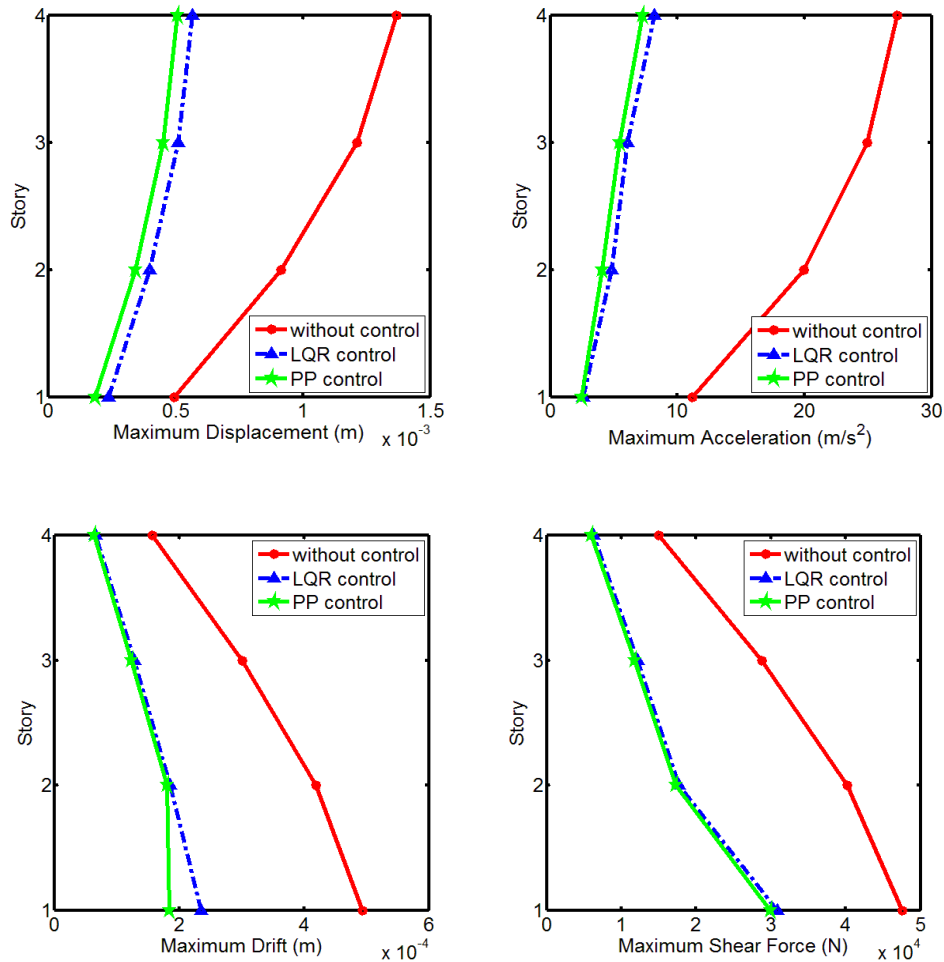 4
3
2
1
Story
0
0.5
1
1.5
Maximum Displacement (m)
x 10⁻³
without control
LQR control
PP control
4
3
2
1
Story
0
10
20
30
Maximum Acceleration (m/s²)
without control
LQR control
PP control
4
3
2
1
Story
0
2
4
6
Maximum Drift (m)
x 10⁻⁴
without control
LQR control
PP control
4
3
2
1
Story
0
1
2
3
4
5
Maximum Shear Force (N)
x 10⁴
without control
LQR control
PP control